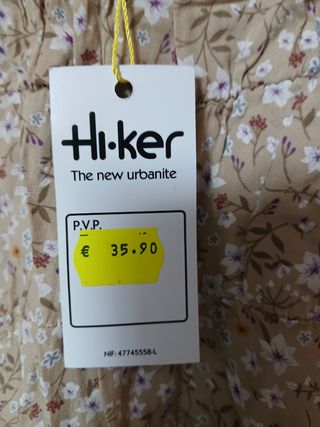 Hi•ker
The new urbanite
P.V.P.
€ 35.90
NIF: 47745558-L